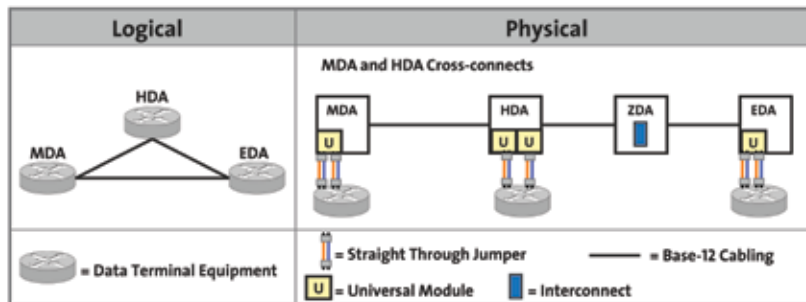 Logical
Physical
HDA
MDA
EDA
MDA and HDA Cross-connects
MDA
HDA
ZDA
EDA
U
U
U
U
= Data Terminal Equipment
= Straight Through Jumper
= Base-12 Cabling
U
= Universal Module
= Interconnect